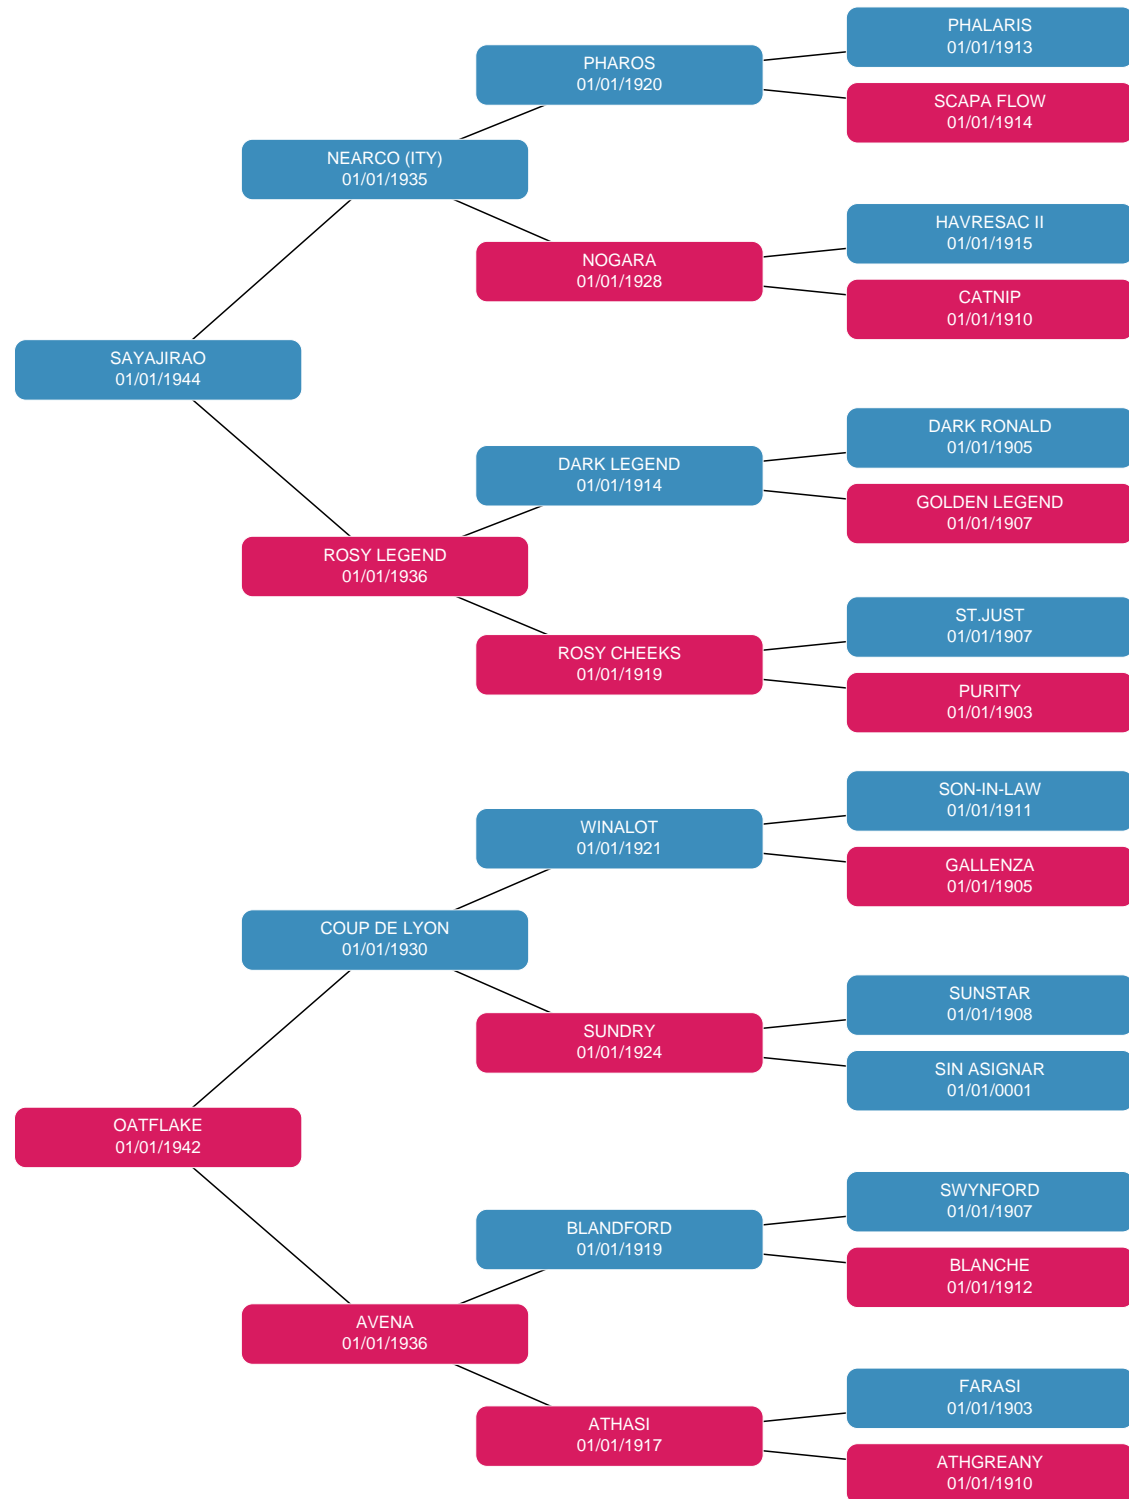 PHALARIS
01/01/1913
PHAROS
01/01/1920
SCAPA FLOW
01/01/1914
NEARCO (ITY)
01/01/1935
HAVRESAC II
01/01/1915
NOGARA
01/01/1928
CATNIP
01/01/1910
SAYAJIRAO
01/01/1944
DARK RONALD
01/01/1905
DARK LEGEND
01/01/1914
GOLDEN LEGEND
01/01/1907
ROSY LEGEND
01/01/1936
ST.JUST
01/01/1907
ROSY CHEEKS
01/01/1919
PURITY
01/01/1903
SON-IN-LAW
01/01/1911
WINALOT
01/01/1921
GALLENZA
01/01/1905
COUP DE LYON
01/01/1930
SUNSTAR
01/01/1908
SUNDRY
01/01/1924
SIN ASIGNAR
01/01/0001
OATFLAKE
01/01/1942
SWYNFORD
01/01/1907
BLANDFORD
01/01/1919
BLANCHE
01/01/1912
AVENA
01/01/1936
FARASI
01/01/1903
ATHASI
01/01/1917
ATHGREANY
01/01/1910